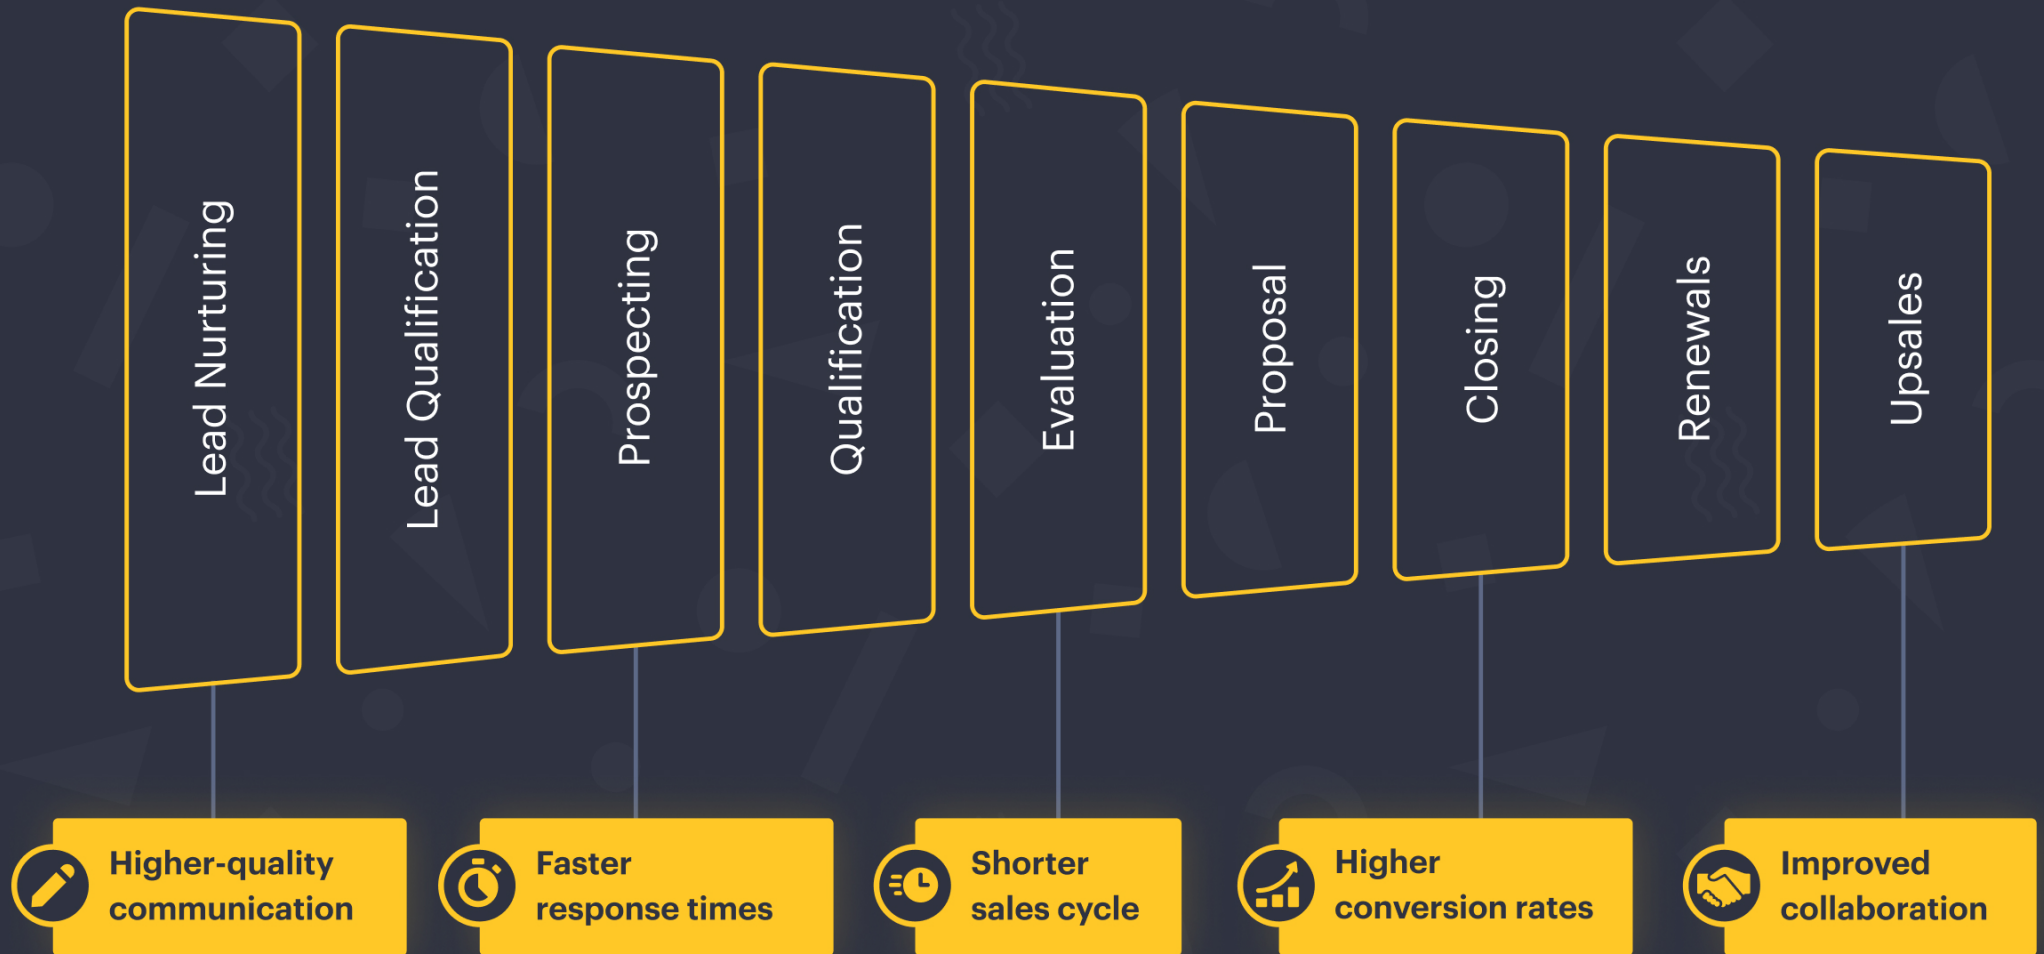 Lead Nurturing
Lead Qualification
Prospecting
Qualification
Evaluation
Proposal
Closing
Renewals
Upsales
Higher-quality
communication
Faster
response times
Shorter
sales cycle
Higher
conversion rates
Improved
collaboration